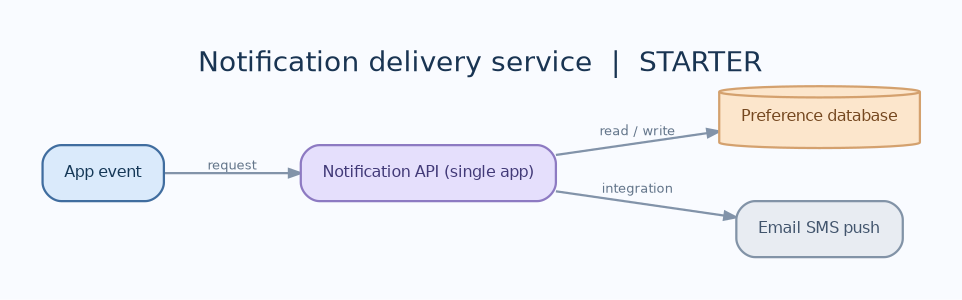 Notification delivery service | STARTER
Preference database
read / write
App event
request
Notification API (single app)
integration
Email SMS push